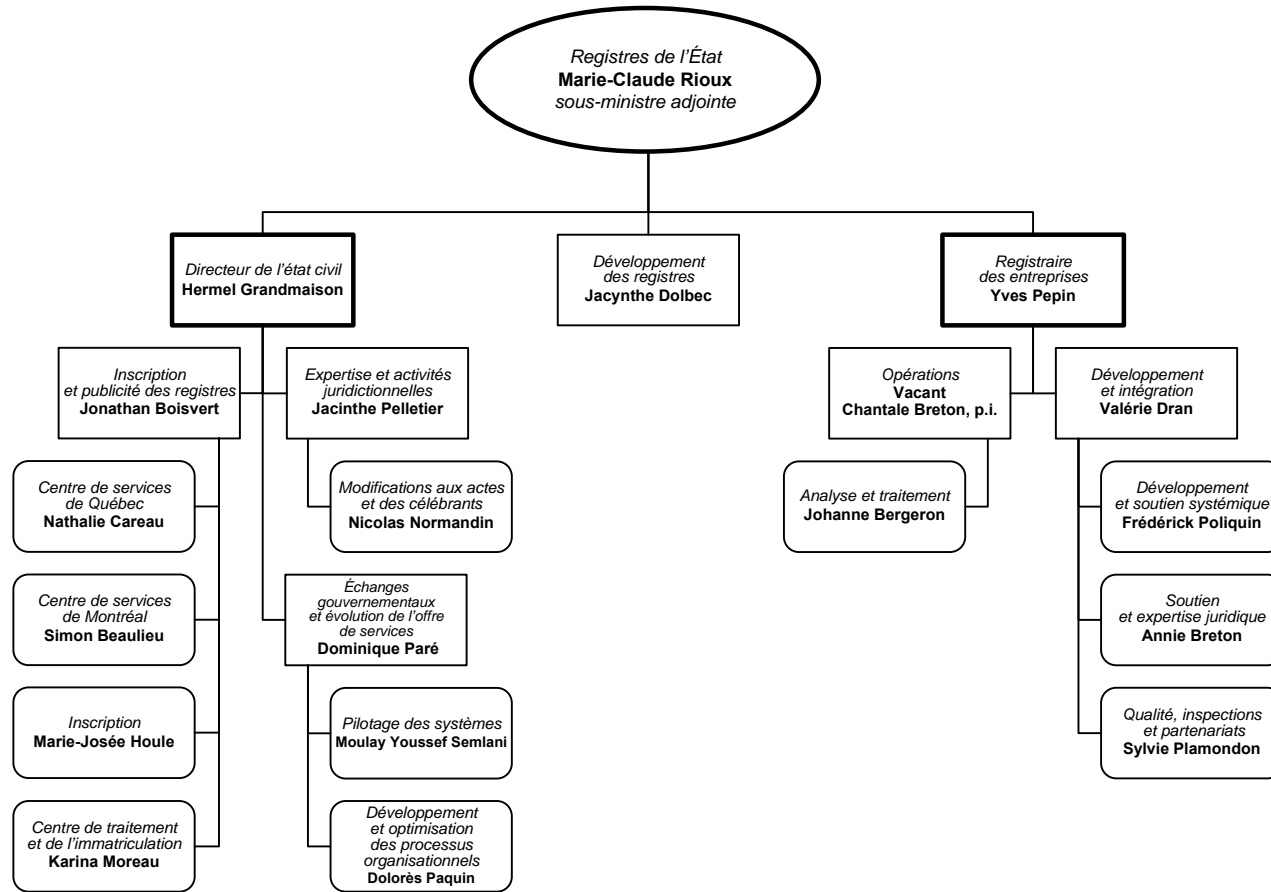 Registres de l’État
Marie-Claude Rioux
sous-ministre adjointe
Directeur de l’état civil
Hermel Grandmaison
Développement
des registres
Jacynthe Dolbec
Registraire
des entreprises
Yves Pepin
Inscription
et publicité des registres
Jonathan Boisvert
Expertise et activités
juridictionnelles
Jacinthe Pelletier
Opérations
Vacant
Chantale Breton, p.i.
Développement
et intégration
Valérie Dran
Centre de services
de Québec
Nathalie Careau
Modifications aux actes
et des célébrants
Nicolas Normandin
Analyse et traitement
Johanne Bergeron
Développement
et soutien systémique
Frédérick Poliquin
Centre de services
de Montréal
Simon Beaulieu
Échanges
gouvernementaux
et évolution de l’offre
de services
Dominique Paré
Soutien
et expertise juridique
Annie Breton
Inscription
Marie-Josée Houle
Pilotage des systèmes
Moulay Youssef Semlani
Qualité, inspections
et partenariats
Sylvie Plamondon
Centre de traitement
et de l’immatriculation
Karina Moreau
Développement
et optimisation
des processus
organisationnels
Dolorès Paquin